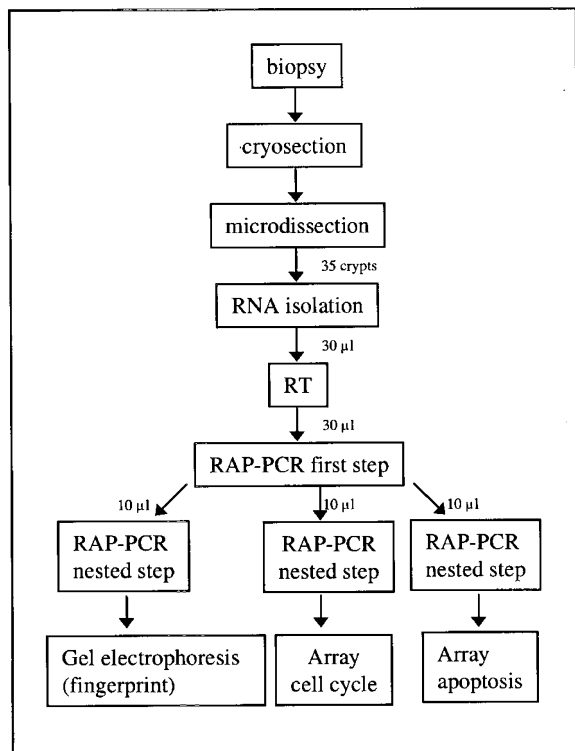 biopsy
cryosection
microdissection
35 crypts
RNA isolation
30 µl
RT
30 µl
RAP-PCR first step
10 µl
10 µl
10 µl
RAP-PCR
nested step
RAP-PCR
nested step
RAP-PCR
nested step
Gel electrophoresis
(fingerprint)
Array
cell cycle
Array
apoptosis